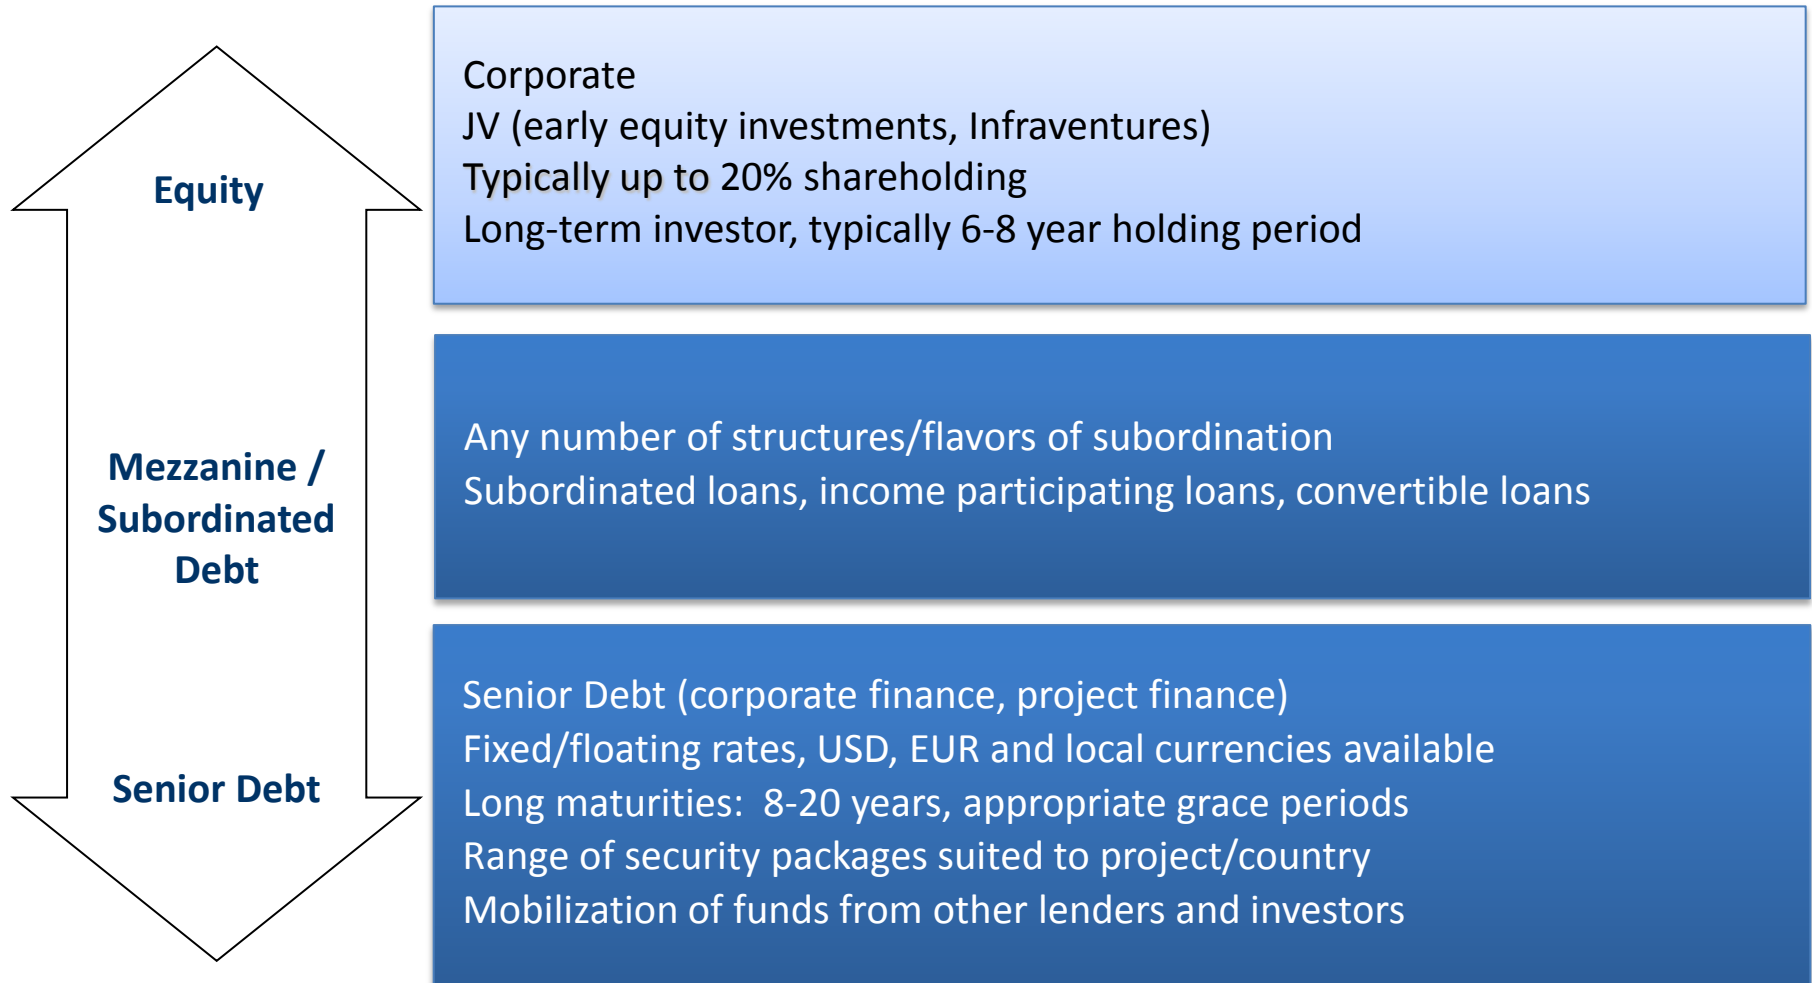 Equity
Corporate
JV (early equity investments, Infraventures)
Typically up to 20% shareholding
Long-term investor, typically 6-8 year holding period
Mezzanine /
Subordinated
Debt
Any number of structures/flavors of subordination
Subordinated loans, income participating loans, convertible loans
Senior Debt
Senior Debt (corporate finance, project finance)
Fixed/floating rates, USD, EUR and local currencies available
Long maturities:  8-20 years, appropriate grace periods
Range of security packages suited to project/country
Mobilization of funds from other lenders and investors